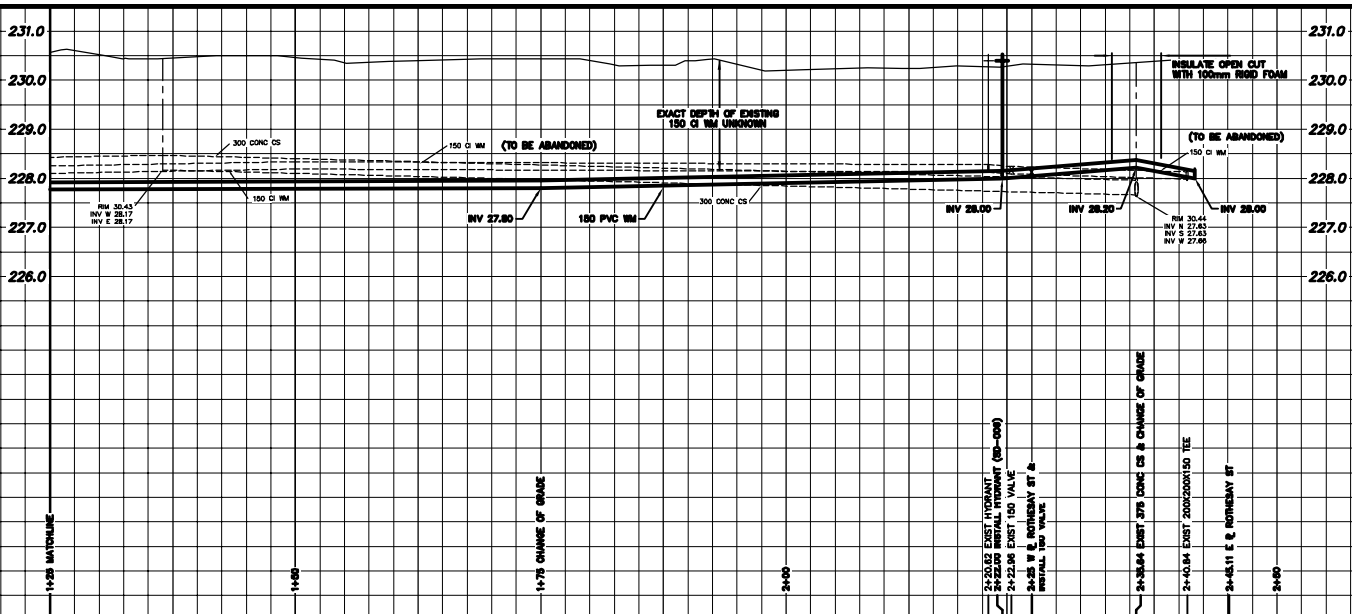 231.0
231.0
230.0
230.0
229.0
229.0
228.0
228.0
227.0
227.0
226.0
226.0
INSULATE OPEN CUT
WITH 100mm RIGID FOAM
EXACT DEPTH OF EXISTING
150 CI WM UNKNOWN
300 CONC CS
150 CI WM
(TO BE ABANDONED)
(TO BE ABANDONED)
150 CI WM
150 CI WM
300 CONC CS
RIM 30.43
INV W 28.17
INV E 28.17
INV 27.80
150 PVC WM
INV 28.00
INV 28.20
INV 28.00
RIM 30.44
INV N 27.63
INV S 27.63
INV W 27.66
1+25 MATCHLINE
1+50
1+75 CHANGE OF GRADE
2+00
2+20.62 EXIST HYDRANT
2+22.00 INSTALL HYDRANT (SD-006)
2+22.96 EXIST 150 VALVE
2+25 W ⅊ ROTHESAY ST &
INSTALL 150 VALVE
EXIST 375 CONC CS & CHANGE OF GRADE
2+40.84 EXIST 200X200X150 TEE
2+45.11 E ⅊ ROTHESAY ST
2+50